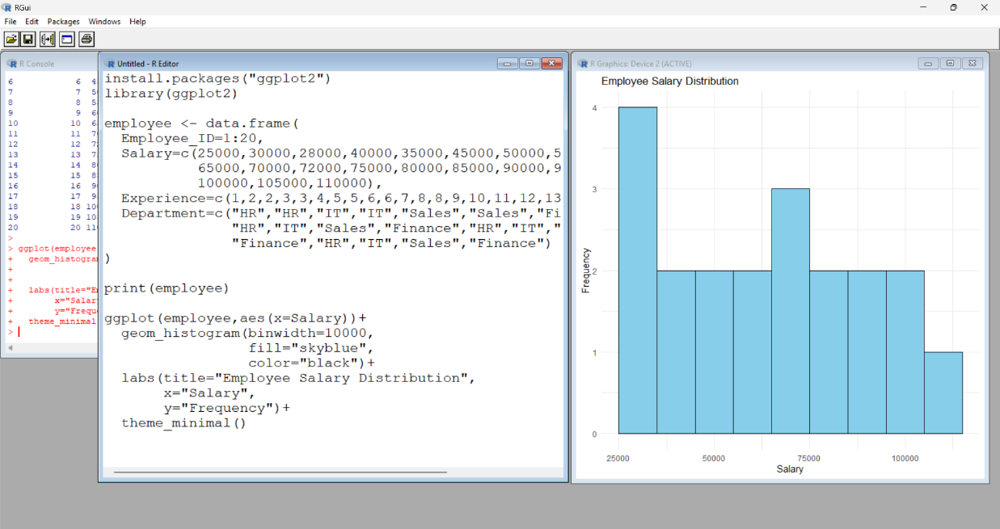 RGui
File Edit Packages Windows Help
R Console
6 6 4
7 7 5
8 8 5
9 9 6
10 10 6
11 11 7
12 12 7
13 13 7
14 14 8
15 15 8
16 16 9
17 17 9
18 18 10
19 19 10
20 20 11
>
> ggplot(employee
+ geom_histogra
+
+
+ labs(title="E
+ x="Salar
+ y="Frequ
+ theme_minimal
>
Untitled - R Editor
install.packages("ggplot2")
library(ggplot2)
employee <- data.frame(
Employee_ID=1:20,
Salary=c(25000,30000,28000,40000,35000,45000,50000,5
65000,70000,72000,75000,80000,85000,90000,9
100000,105000,110000),
Experience=c(1,2,2,3,3,4,5,5,6,6,7,8,8,9,10,11,12,13
Department=c("HR","HR","IT","IT","Sales","Sales","Fi
"HR","IT","Sales","Finance","HR","IT","
"Finance","HR","IT","Sales","Finance")
)
print(employee)
ggplot(employee,aes(x=Salary))+
geom_histogram(binwidth=10000,
fill="skyblue",
color="black")+
labs(title="Employee Salary Distribution",
x="Salary",
y="Frequency")+
theme_minimal()
R Graphics: Device 2 (ACTIVE)
Employee Salary Distribution
4
3
2
1
0
Frequency
25000 50000 75000 100000
Salary